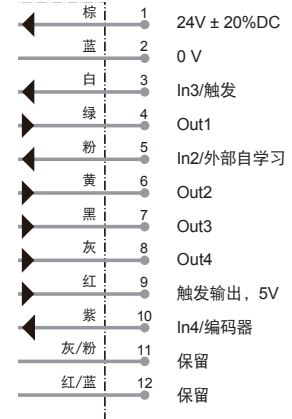 棕 1 24V ± 20%DC
蓝 2 0 V
白 3 In3/触发
绿 4 Out1
粉 5 In2/外部自学习
黄 6 Out2
黑 7 Out3
灰 8 Out4
红 9 触发输出，5V
紫 10 In4/编码器
灰/粉 11 保留
红/蓝 12 保留